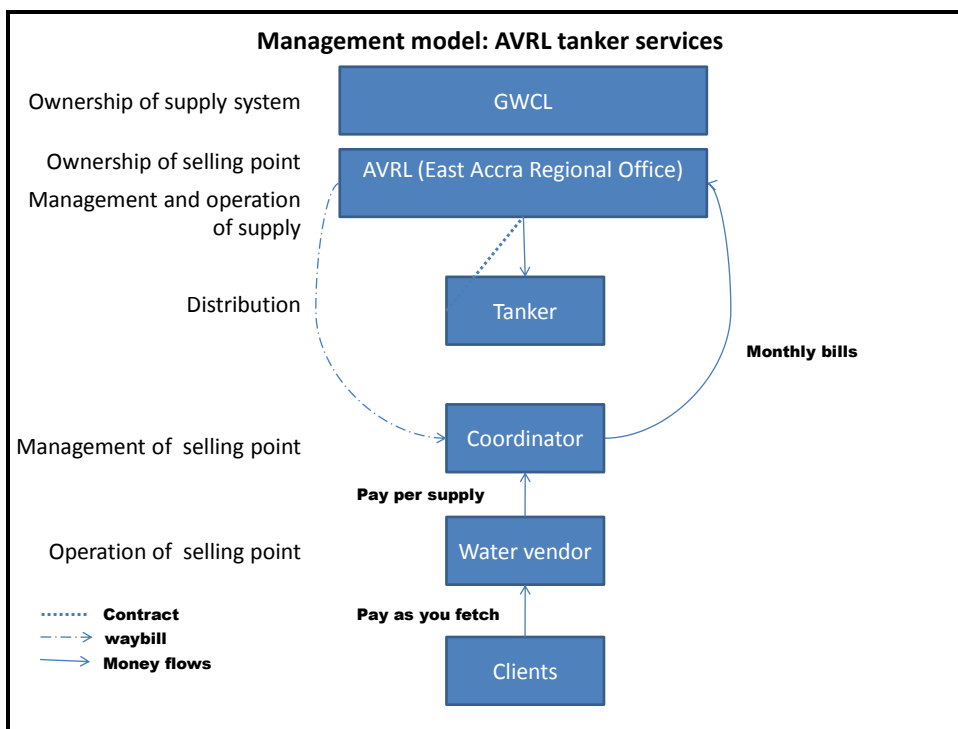 Management model: AVRL tanker services
Ownership of supply system
GWCL
Ownership of selling point
AVRL (East Accra Regional Office)
Management and operation
of supply
Distribution
Tanker
Monthly bills
Management of selling point
Coordinator
Pay per supply
Operation of selling point
Water vendor
Contract
Pay as you fetch
waybill
Money flows
Clients